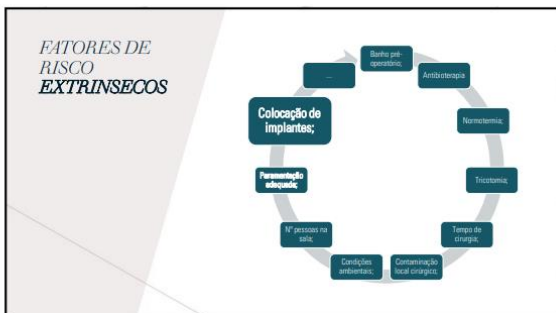 FATORES DE
RISCO
EXTRINSECOS
Banho pré-
operatório;
Antibioterapia
Normotermia;
Tricotomia;
Tempo de
cirurgia;
Contaminação
local cirúrgico;
Condições
ambientais;
Nº pessoas na
sala;
Paramentação
adequada;
Colocação de
implantes;
...